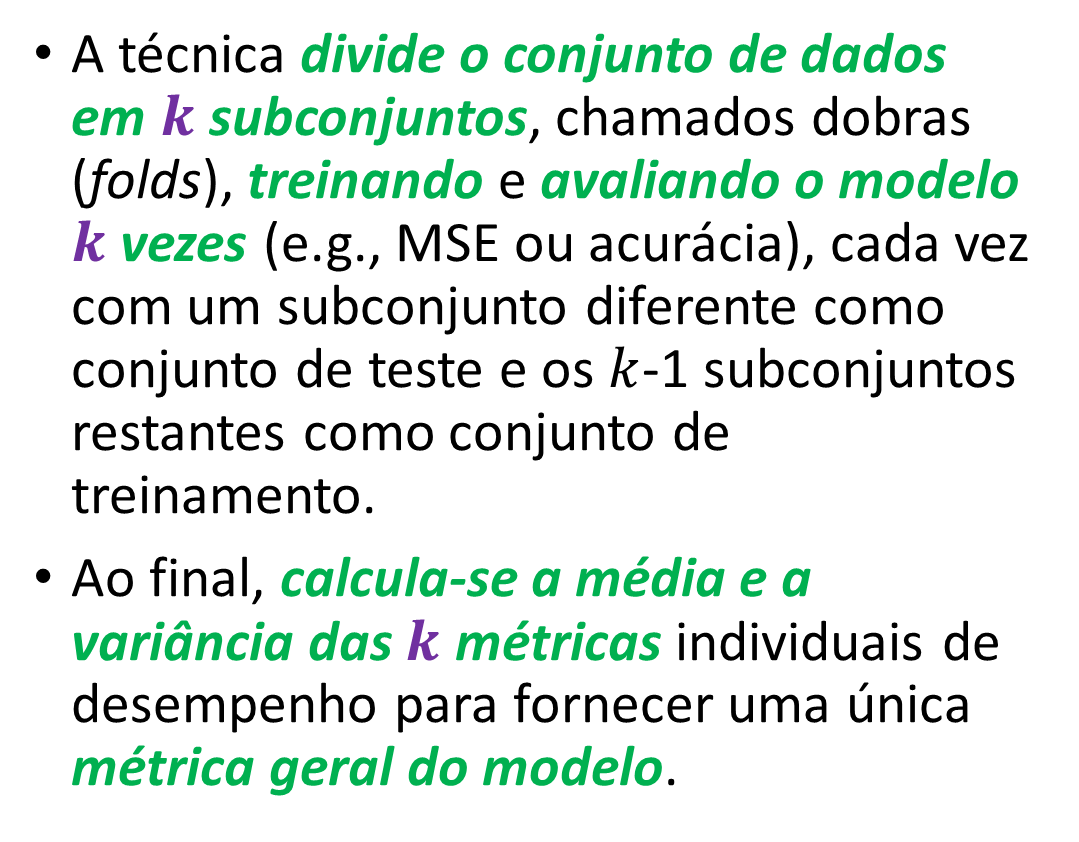 • A técnica divide o conjunto de dados
em k subconjuntos, chamados dobras
(folds), treinando e avaliando o modelo
k vezes (e.g., MSE ou acurácia), cada vez
com um subconjunto diferente como
conjunto de teste e os k-1 subconjuntos
restantes como conjunto de
treinamento.
• Ao final, calcula-se a média e a
variância das k métricas individuais de
desempenho para fornecer uma única
métrica geral do modelo.